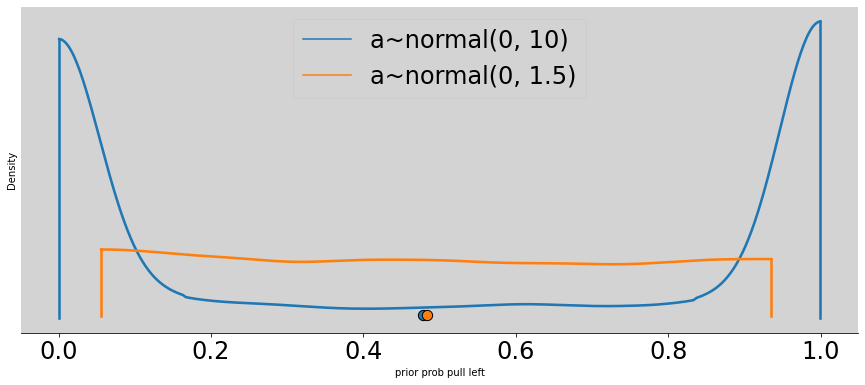 a~normal(0, 10)
a~normal(0, 1.5)
Density
0.0 0.2 0.4 0.6 0.8 1.0
prior prob pull left